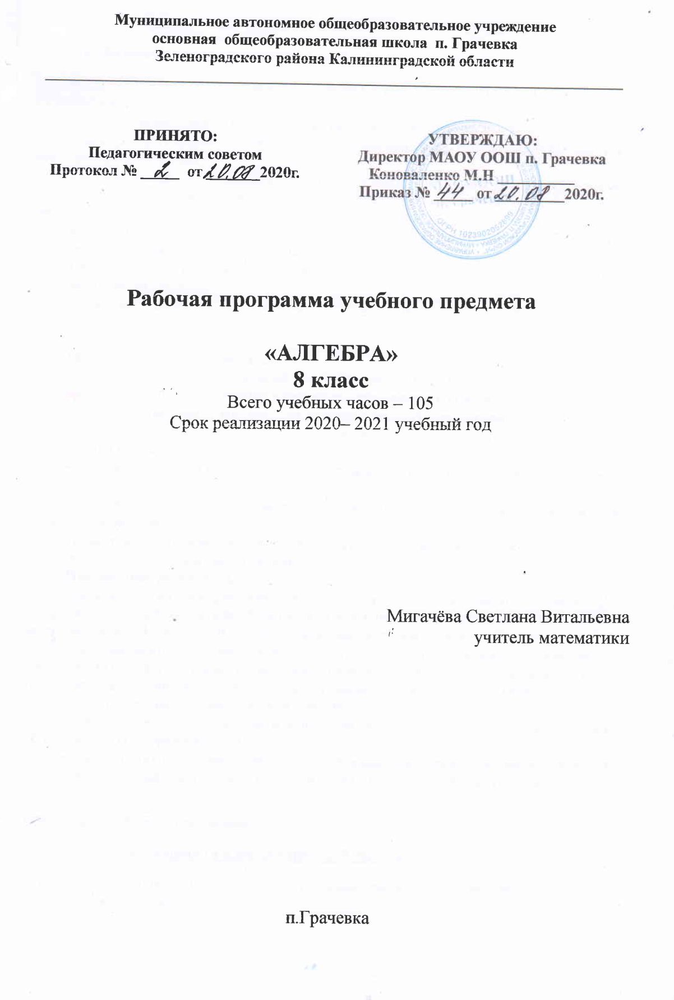 Муниципальное автономное общеобразовательное учреждение
основная общеобразовательная школа п. Грачевка
Зеленоградского района Калининградской области
ПРИНЯТО:
Педагогическим советом
Протокол № 2 от 20.08 2020г.
УТВЕРЖДАЮ:
Директор МАОУ ООШ п. Грачевка
Коноваленко М.Н
Приказ № 44 от 20.08 2020г.
ОГРН 1023902052899
Рабочая программа учебного предмета
«АЛГЕБРА»
8 класс
Всего учебных часов – 105
Срок реализации 2020– 2021 учебный год
Мигачёва Светлана Витальевна
учитель математики
п.Грачевка